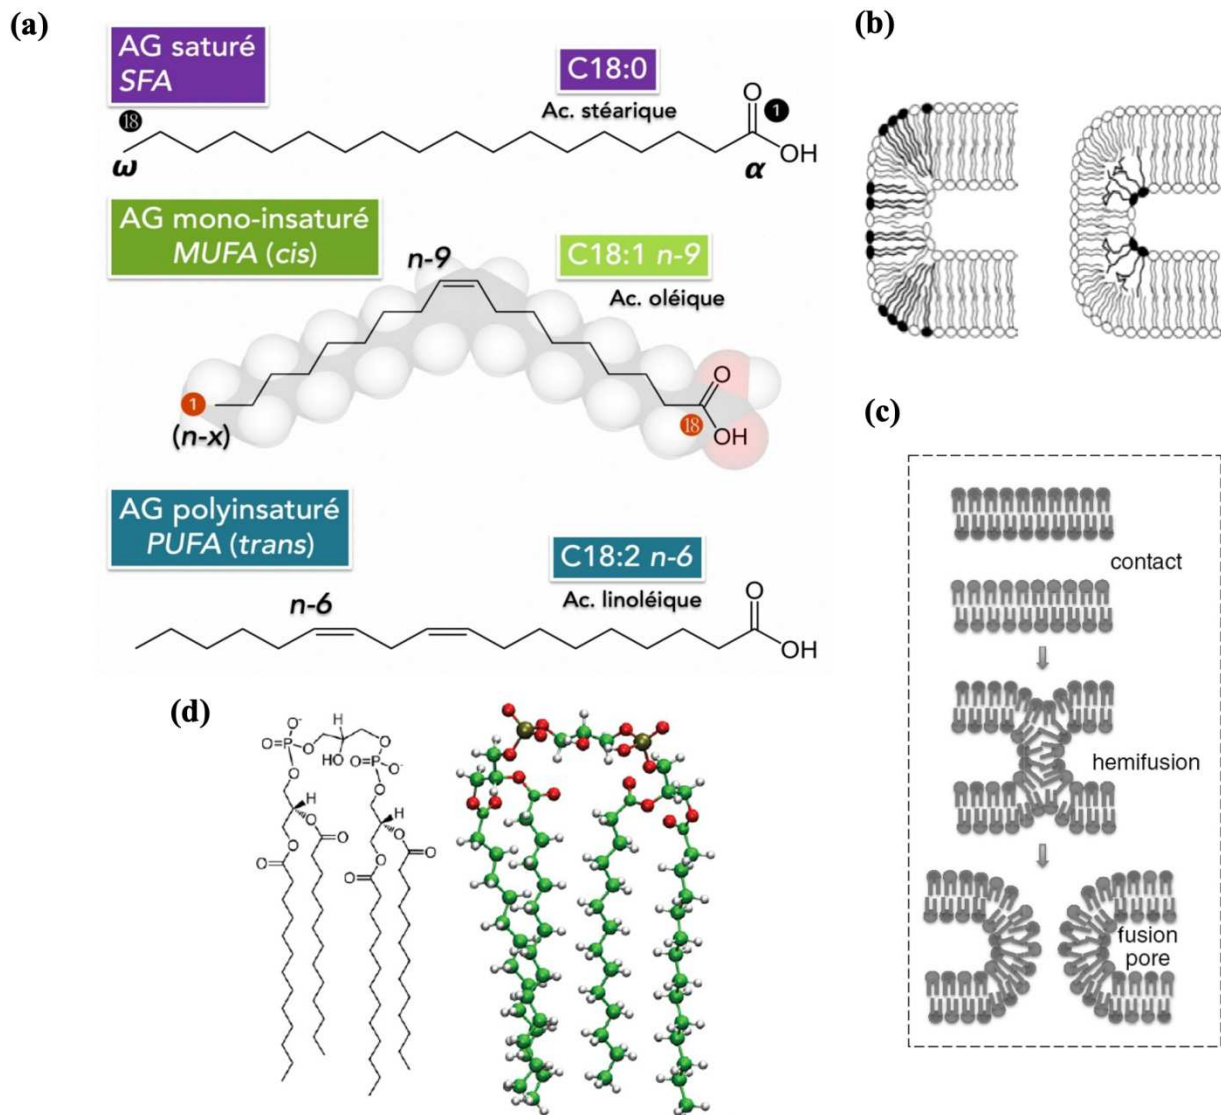 (a)
AG saturé
SFA
C18:0
Ac. stéarique
18
ω
O
1
α
OH
AG mono-insaturé
MUFA (cis)
n-9
C18:1 n-9
Ac. oléique
1
(n-x)
O
18
OH
AG polyinsaturé
PUFA (trans)
C18:2 n-6
Ac. linoléique
n-6
O
OH
(b)
(c)
contact
hemifusion
fusion
pore
(d)
O-
H
O=P
O
O
HO
O=P
O-
O
O
H
H
O
O
O
O
O
O
O
O